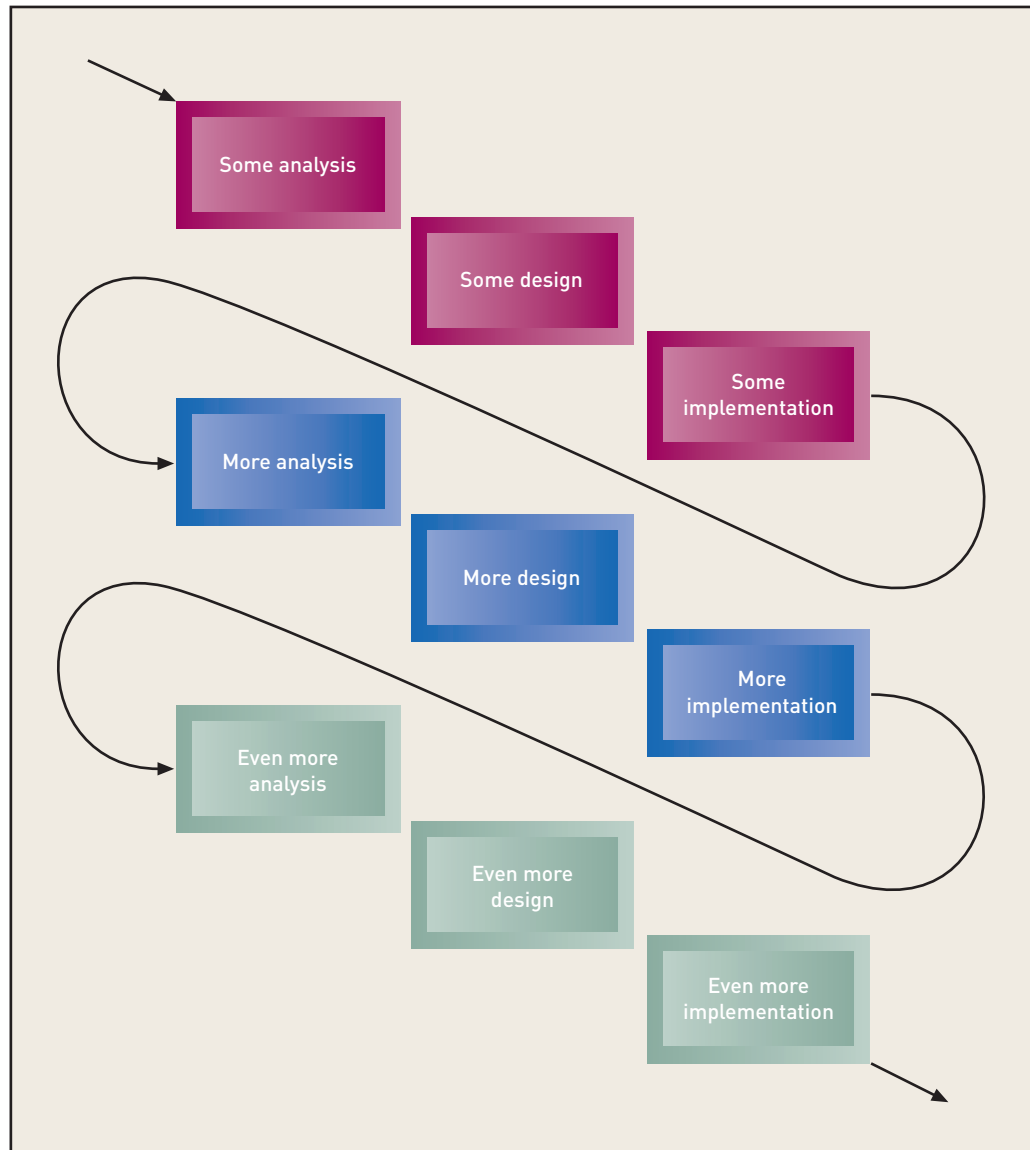 Some analysis
Some design
Some
implementation
More analysis
More design
More
implementation
Even more
analysis
Even more
design
Even more
implementation